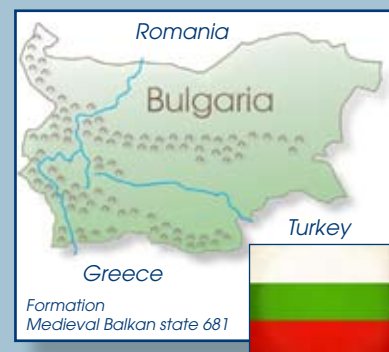 Romania
Bulgaria
Turkey
Greece
Formation
Medieval Balkan state 681